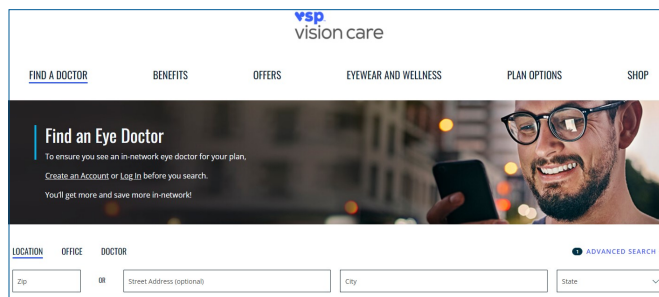 vsp
vision care
FIND A DOCTOR BENEFITS OFFERS EYEWEAR AND WELLNESS PLAN OPTIONS SHOP
Find an Eye Doctor
To ensure you see an in-network eye doctor for your plan,
Create an Account or Log In before you search.
You'll get more and save more in-network!
LOCATION OFFICE DOCTOR 1 ADVANCED SEARCH
Zip OR Street Address (optional) City State